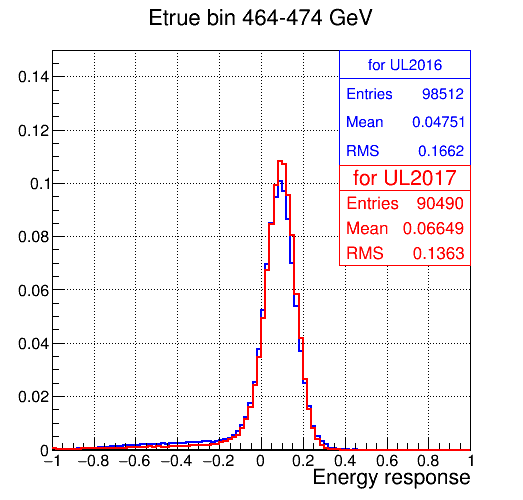 Etrue bin 464-474 GeV
for UL2016
Entries 98512
Mean 0.04751
RMS 0.1662
for UL2017
Entries 90490
Mean 0.06649
RMS 0.1363
0.14
0.12
0.1
0.08
0.06
0.04
0.02
0
−1 −0.8 −0.6 −0.4 −0.2 0 0.2 0.4 0.6 0.8 1
Energy response